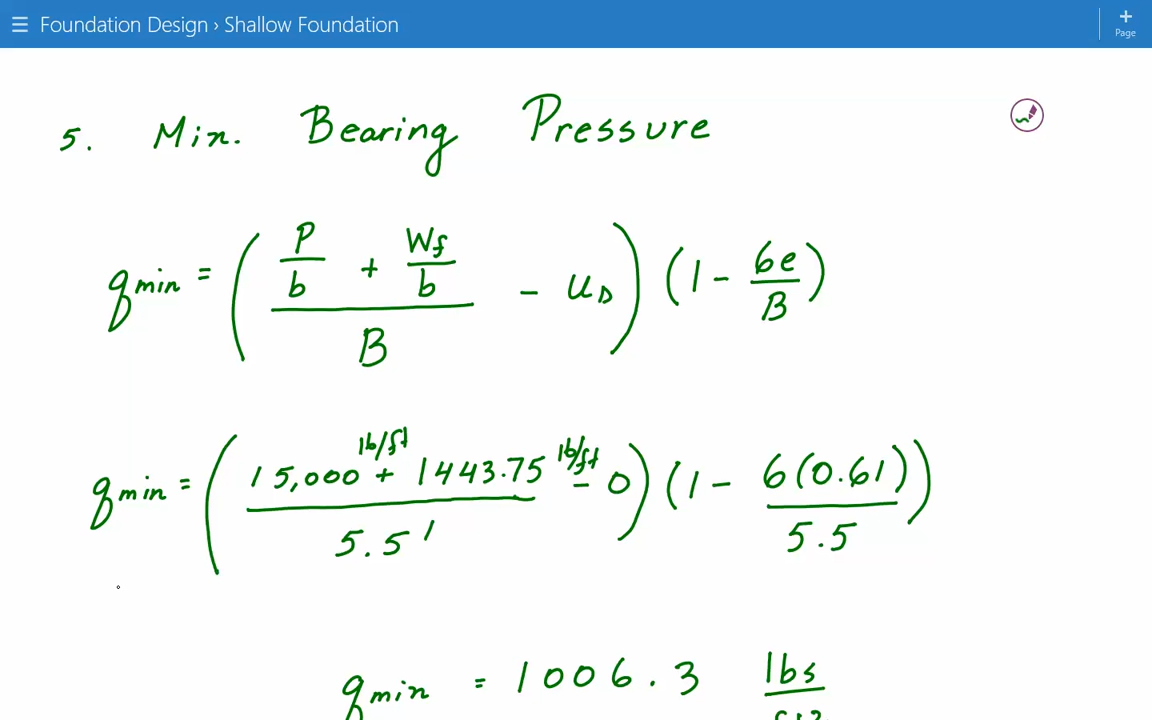 Foundation Design › Shallow Foundation
+
Page
5. Min. Bearing Pressure
qmin = ( (P/b + Wf/b) / B - uD ) (1 - 6e/B)
qmin = ( (15,000 lb/ft + 1443.75 lb/ft) / 5.5' - 0 ) (1 - 6(0.61)/5.5)
qmin = 1006.3 lbs/